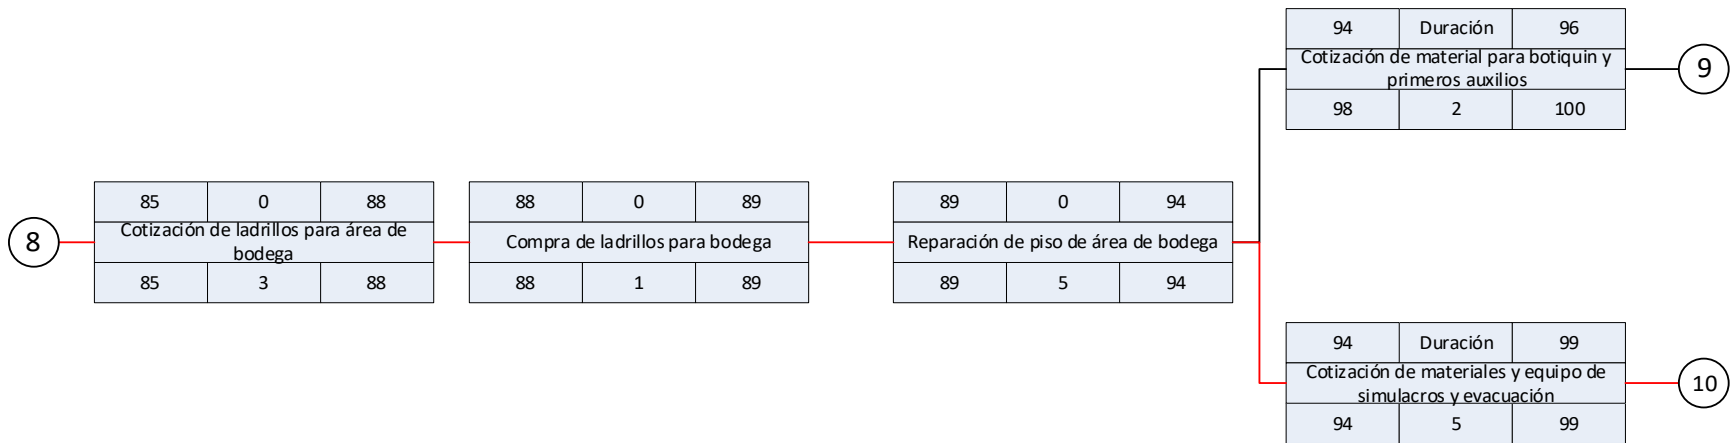 8
85 0 88
Cotización de ladrillos para área de
bodega
85 3 88
88 0 89
Compra de ladrillos para bodega
88 1 89
89 0 94
Reparación de piso de área de bodega
89 5 94
94 Duración 96
Cotización de material para botiquin y
primeros auxilios
98 2 100
9
94 Duración 99
Cotización de materiales y equipo de
simulacros y evacuación
94 5 99
10